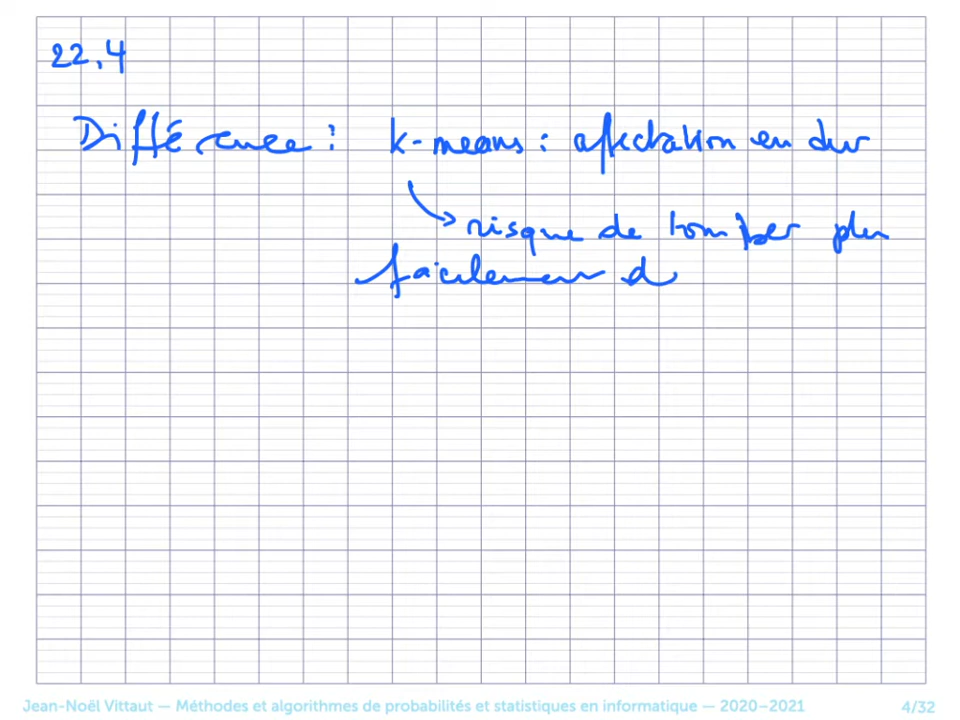 22,4
Différence : k-means : affectation en dur
risque de tomber plus
facilement d
Jean-Noël Vittaut — Méthodes et algorithmes de probabilités et statistiques en informatique — 2020–2021 4/32